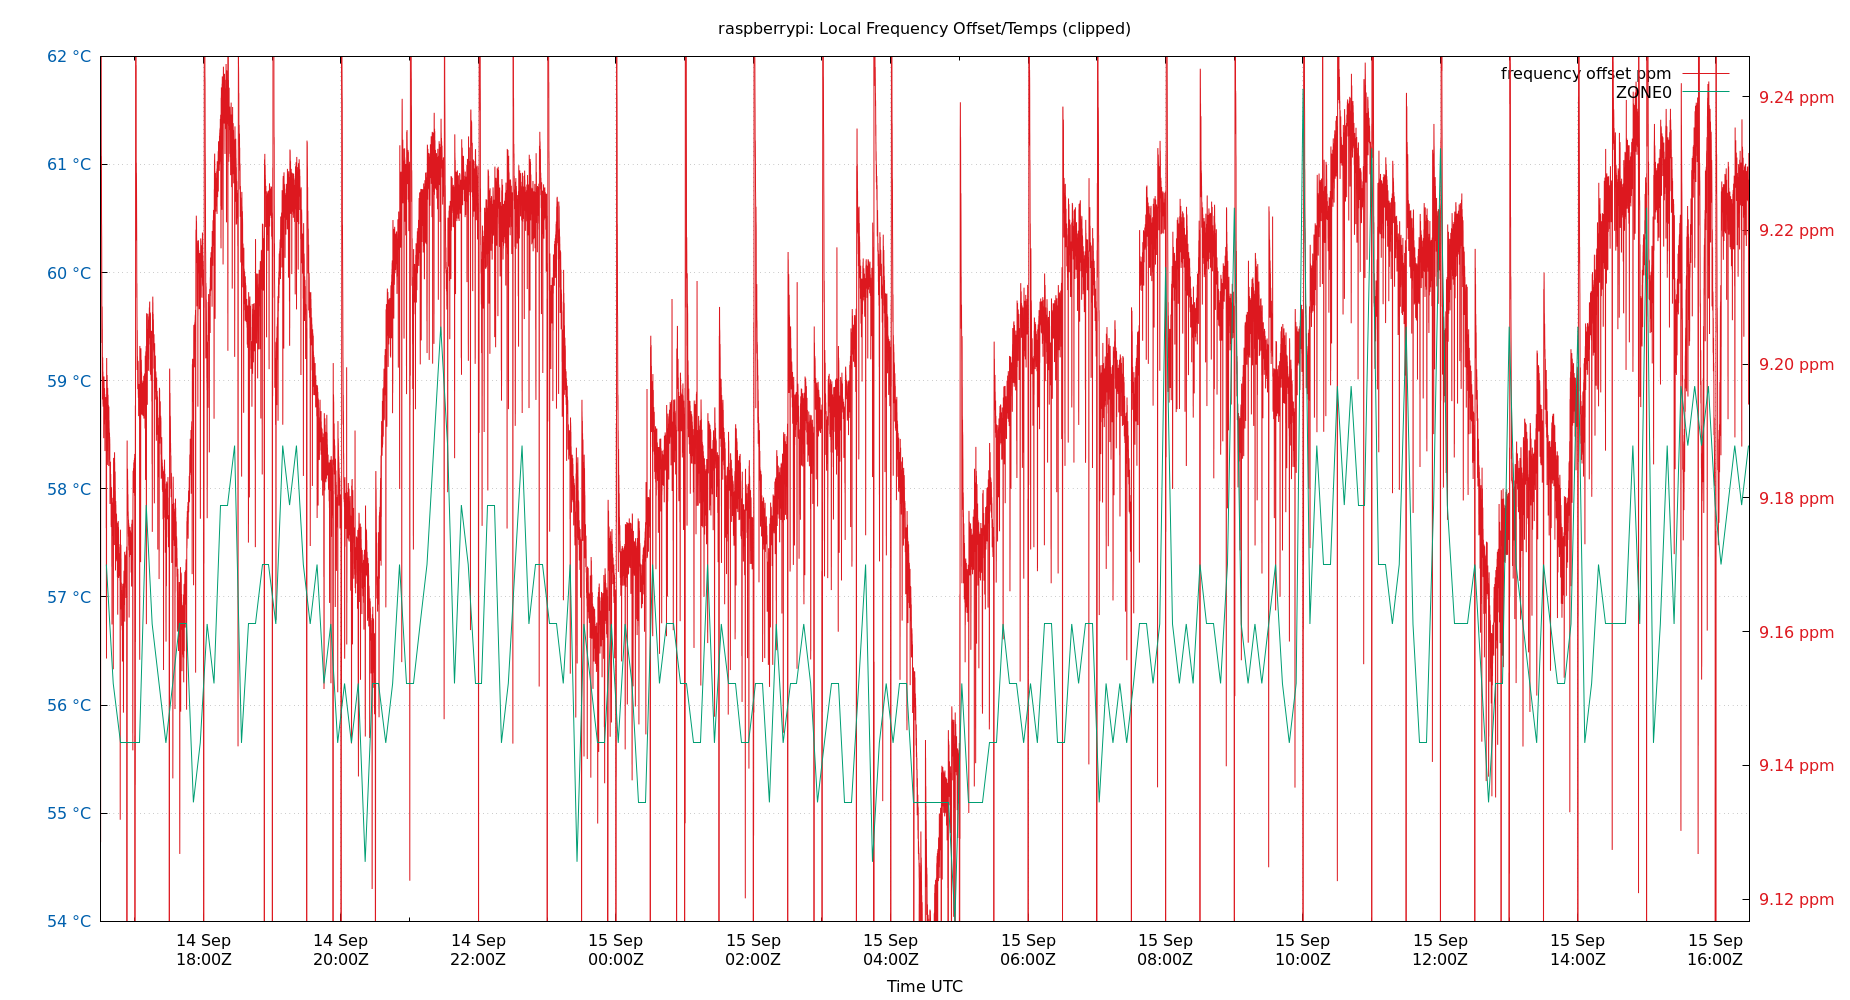 raspberrypi: Local Frequency Offset/Temps (clipped)
frequency offset ppm
ZONE0
62 °C
61 °C
60 °C
59 °C
58 °C
57 °C
56 °C
55 °C
54 °C
9.24 ppm
9.22 ppm
9.20 ppm
9.18 ppm
9.16 ppm
9.14 ppm
9.12 ppm
14 Sep 14 Sep 14 Sep 15 Sep 15 Sep 15 Sep 15 Sep 15 Sep 15 Sep 15 Sep 15 Sep 15 Sep
18:00Z 20:00Z 22:00Z 00:00Z 02:00Z 04:00Z 06:00Z 08:00Z 10:00Z 12:00Z 14:00Z 16:00Z
Time UTC